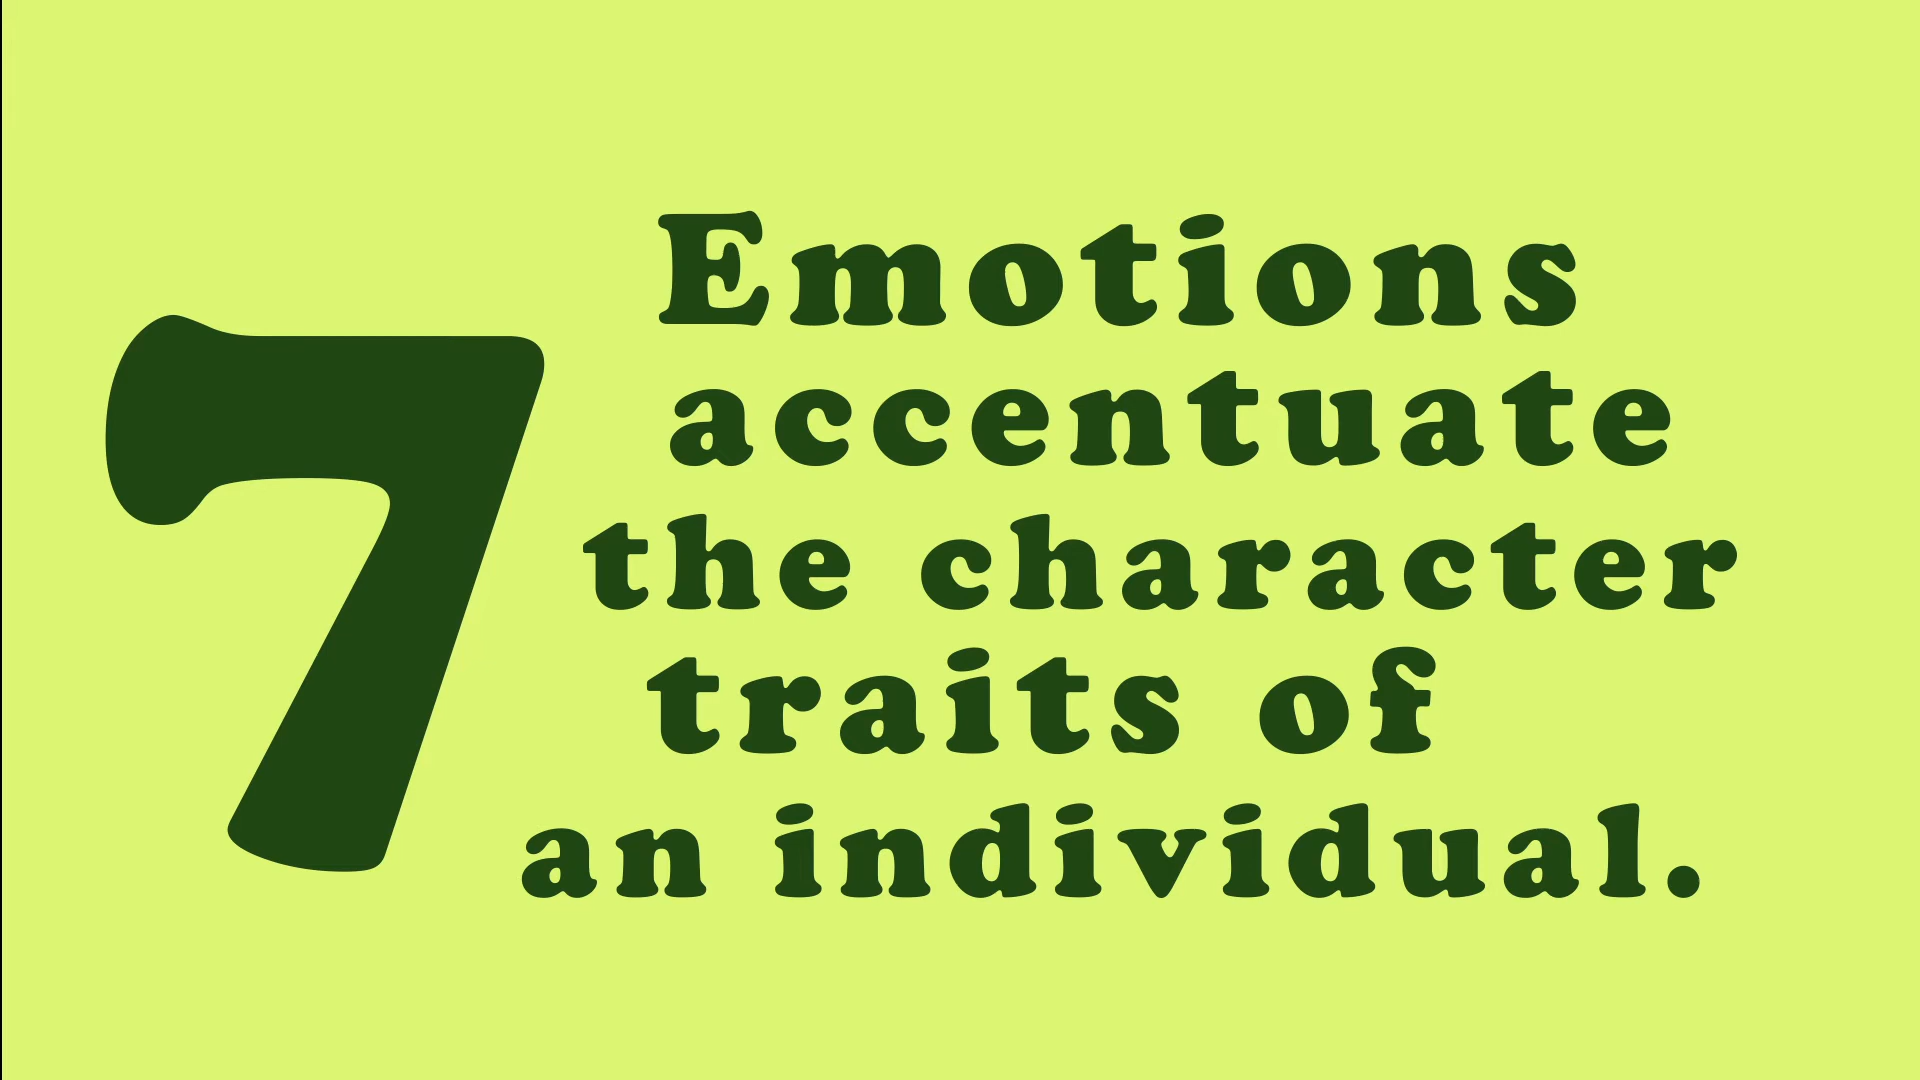 7
Emotions
accentuate
the character
traits of
an individual.